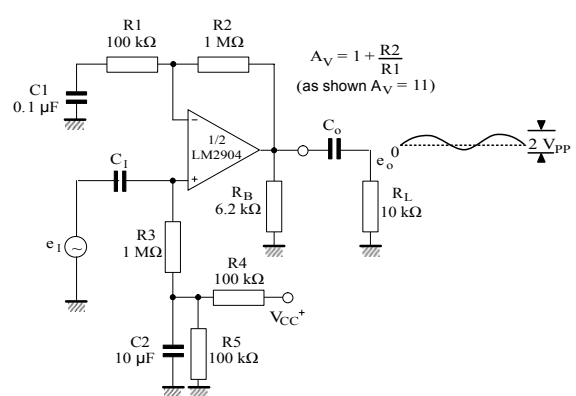 R1
100 kΩ
R2
1 MΩ
A_V = 1 + R2/R1
(as shown A_V = 11)
C1
0.1 µF
1/2
LM2904
−
+
C_I
C_o
0
e_o
2 V_PP
R_B
6.2 kΩ
R_L
10 kΩ
e_I
~
R3
1 MΩ
R4
100 kΩ
V_CC+
C2
10 µF
R5
100 kΩ